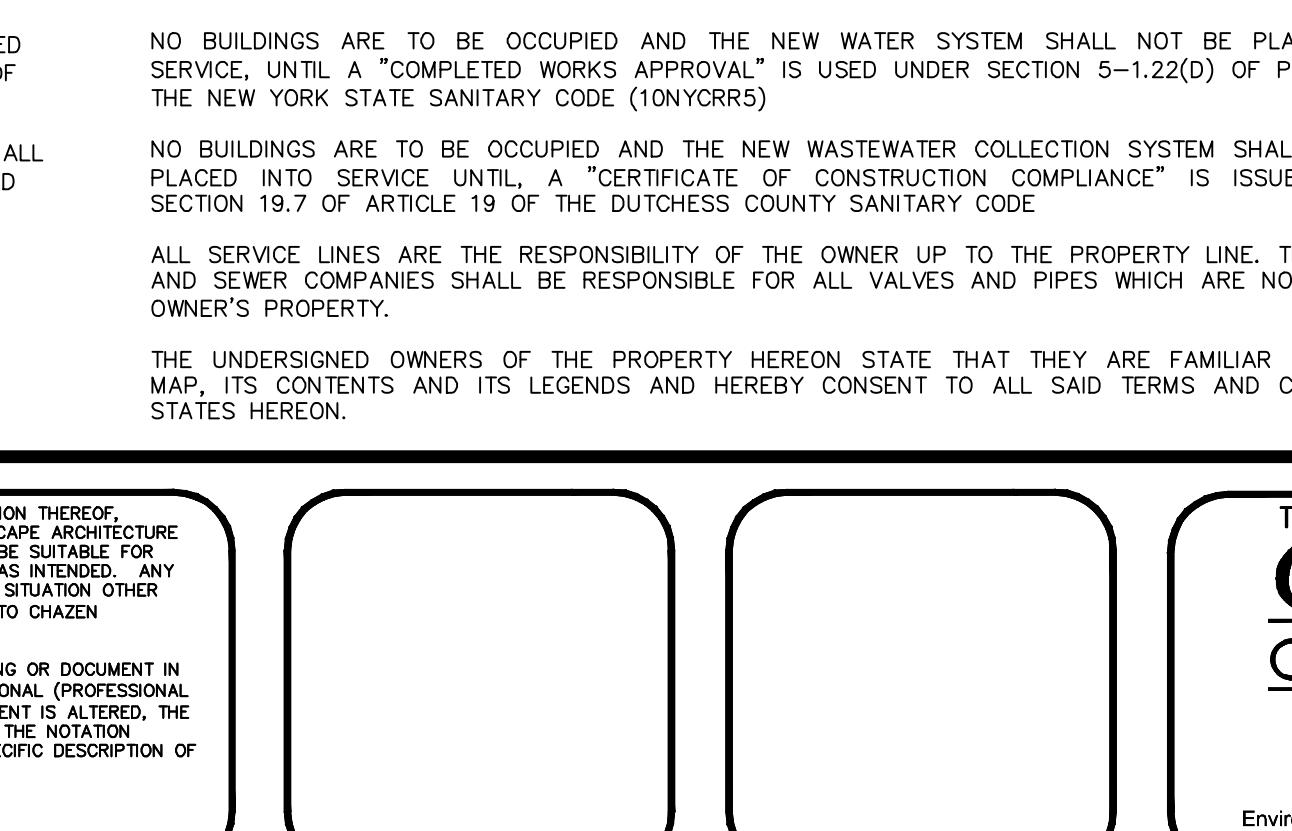 ED
OF
ALL
D
NO BUILDINGS ARE TO BE OCCUPIED AND THE NEW WATER SYSTEM SHALL NOT BE PLA
SERVICE, UNTIL A "COMPLETED WORKS APPROVAL" IS USED UNDER SECTION 5-1.22(D) OF P
THE NEW YORK STATE SANITARY CODE (10NYCRR5)
NO BUILDINGS ARE TO BE OCCUPIED AND THE NEW WASTEWATER COLLECTION SYSTEM SHAL
PLACED INTO SERVICE UNTIL, A "CERTIFICATE OF CONSTRUCTION COMPLIANCE" IS ISSUE
SECTION 19.7 OF ARTICLE 19 OF THE DUTCHESS COUNTY SANITARY CODE
ALL SERVICE LINES ARE THE RESPONSIBILITY OF THE OWNER UP TO THE PROPERTY LINE. T
AND SEWER COMPANIES SHALL BE RESPONSIBLE FOR ALL VALVES AND PIPES WHICH ARE NO
OWNER'S PROPERTY.
THE UNDERSIGNED OWNERS OF THE PROPERTY HEREON STATE THAT THEY ARE FAMILIAR
MAP, ITS CONTENTS AND ITS LEGENDS AND HEREBY CONSENT TO ALL SAID TERMS AND C
STATES HEREON.
ION THEREOF,
CAPE ARCHITECTURE
BE SUITABLE FOR
AS INTENDED. ANY
SITUATION OTHER
TO CHAZEN
NG OR DOCUMENT IN
ONAL (PROFESSIONAL
ENT IS ALTERED, THE
THE NOTATION
ECIFIC DESCRIPTION OF
T
C
C
Enviro